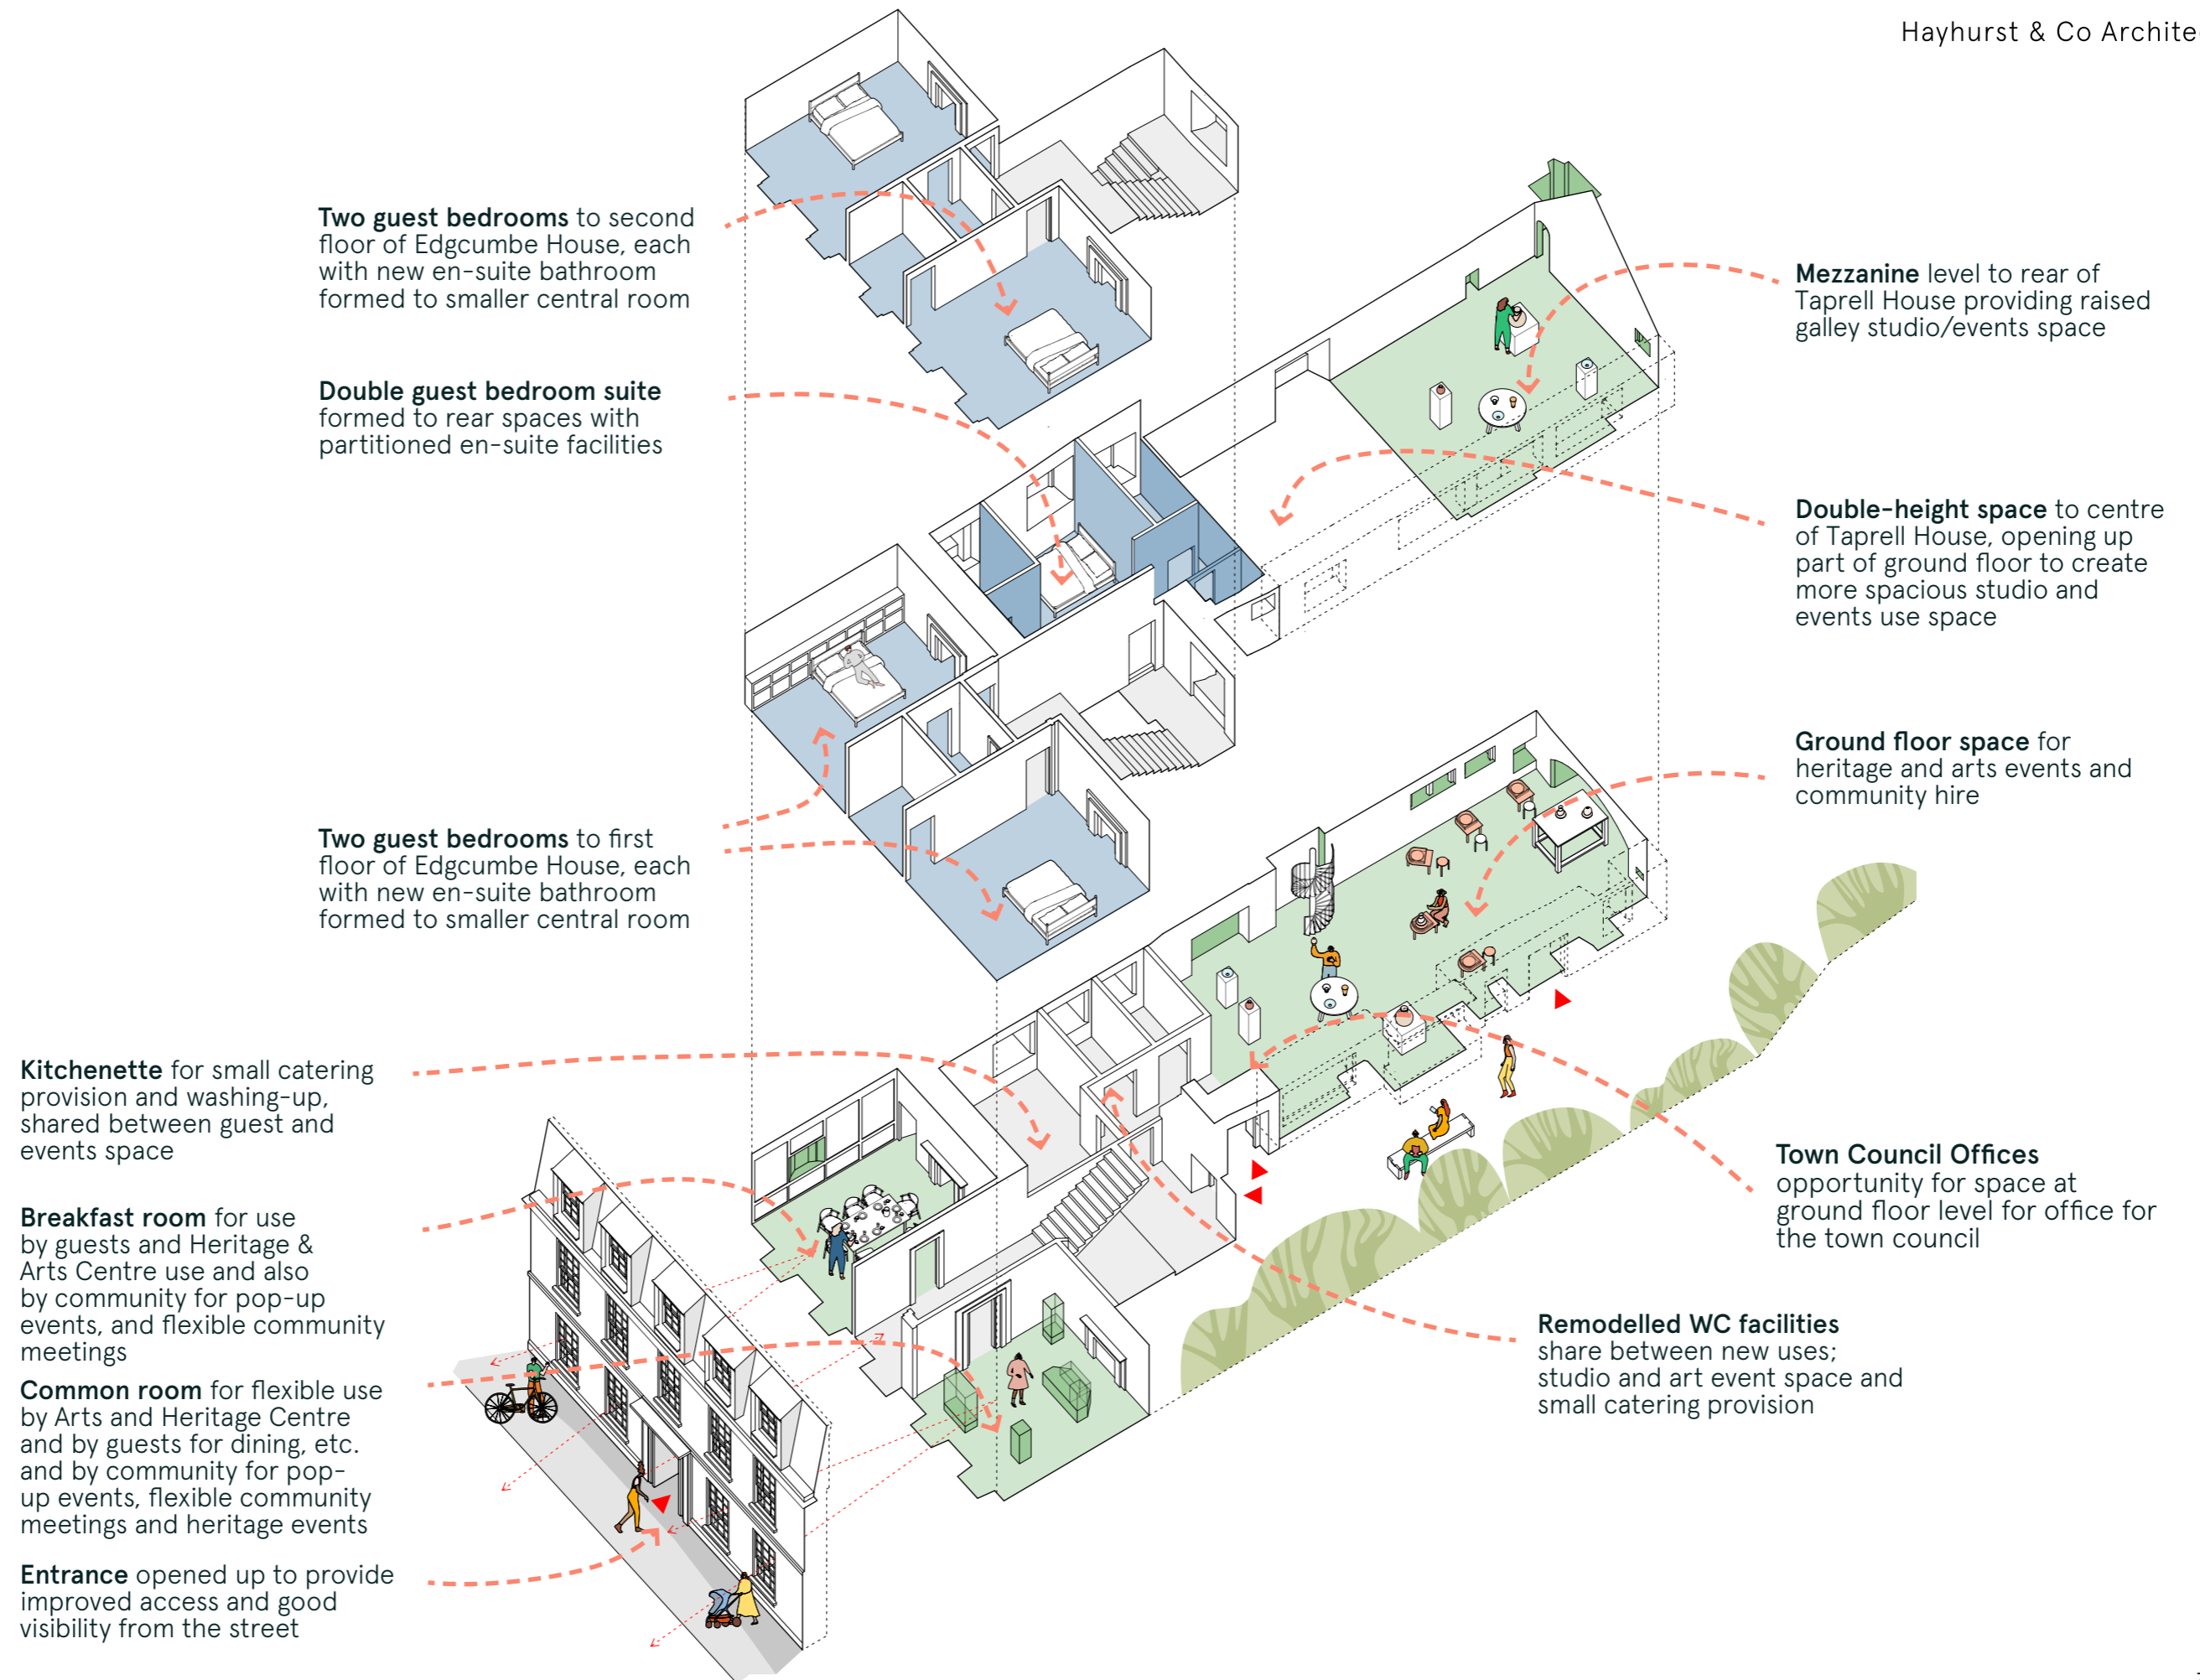 Hayhurst & Co
Two guest bedrooms to second
floor of Edgcumbe House, each
with new en-suite bathroom
formed to smaller central room
Double guest bedroom suite
formed to rear spaces with
partitioned en-suite facilities
Two guest bedrooms to first
floor of Edgcumbe House, each
with new en-suite bathroom
formed to smaller central room
Kitchenette for small catering
provision and washing-up,
shared between guest and
events space
Breakfast room for use
by guests and Heritage &
Arts Centre use and also
by community for pop-up
events, and flexible community
meetings
Common room for flexible use
by Arts and Heritage Centre
and by guests for dining, etc.
and by community for pop-
up events, flexible community
meetings and heritage events
Entrance opened up to provide
improved access and good
visibility from the street
Mezzanine level to rear of
Taprell House providing raised
galley studio/events space
Double-height space to centre
of Taprell House, opening up
part of ground floor to create
more spacious studio and
events use space
Ground floor space for
heritage and arts events and
community hire
Town Council Offices
opportunity for space at
ground floor level for office for
the town council
Remodelled WC facilities
share between new uses;
studio and art event space and
small catering provision